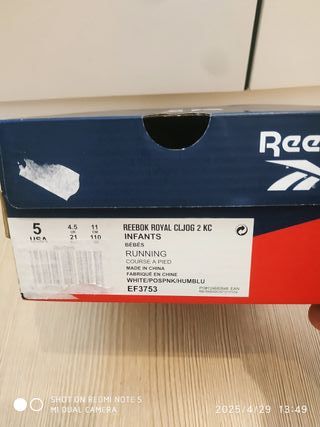 Ree
5
USA
4.5
UK
21
11
CM
110
REEBOK ROYAL CLJOG 2 KC
INFANTS
BÉBÉS
RUNNING
COURSE A PIED
MADE IN CHINA
FABRIQUÉ EN CHINE
WHITE/POSPNK/HUMBLU
EF3753
EAN
SHOT ON REDMI NOTE 5
MI DUAL CAMERA
2025/4/29 13:49